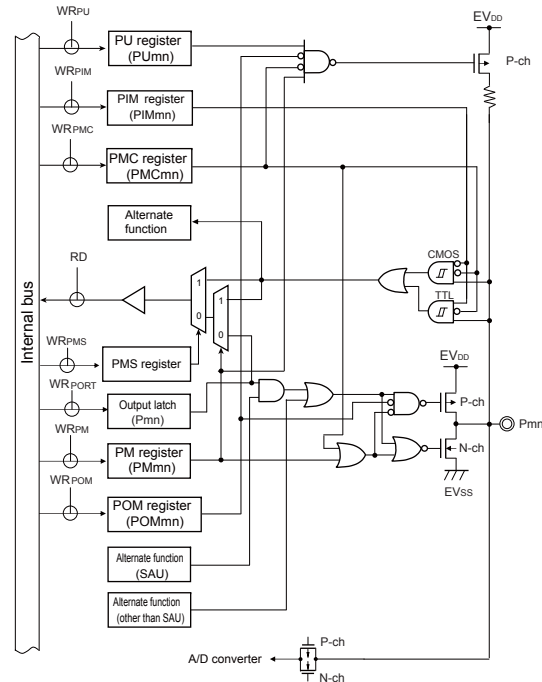 WRPU
PU register
(PUmn)
EVDD
P-ch
WRPIM
PIM register
(PIMmn)
WRPMC
PMC register
(PMCmn)
Alternate
function
CMOS
TTL
RD
1
0
1
0
Internal bus
WRPMS
PMS register
WRPORT
Output latch
(Pmn)
EVDD
P-ch
Pmn
N-ch
EVSS
WRPM
PM register
(PMmn)
WRPOM
POM register
(POMmn)
Alternate function
(SAU)
Alternate function
(other than SAU)
P-ch
A/D converter
N-ch